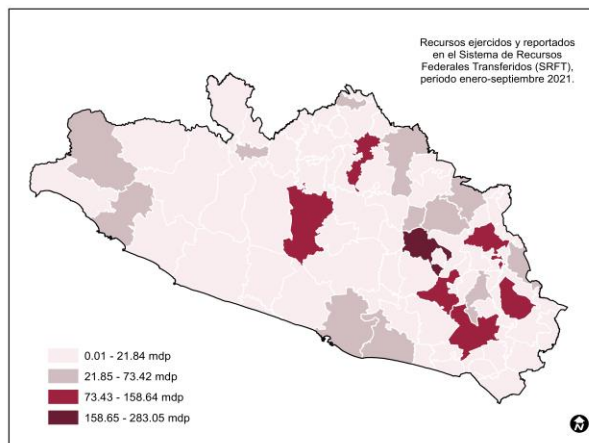 Recursos ejercidos y reportados
en el Sistema de Recursos
Federales Transferidos (SRFT),
periodo enero-septiembre 2021.
0.01 - 21.84 mdp
21.85 - 73.42 mdp
73.43 - 158.64 mdp
158.65 - 283.05 mdp